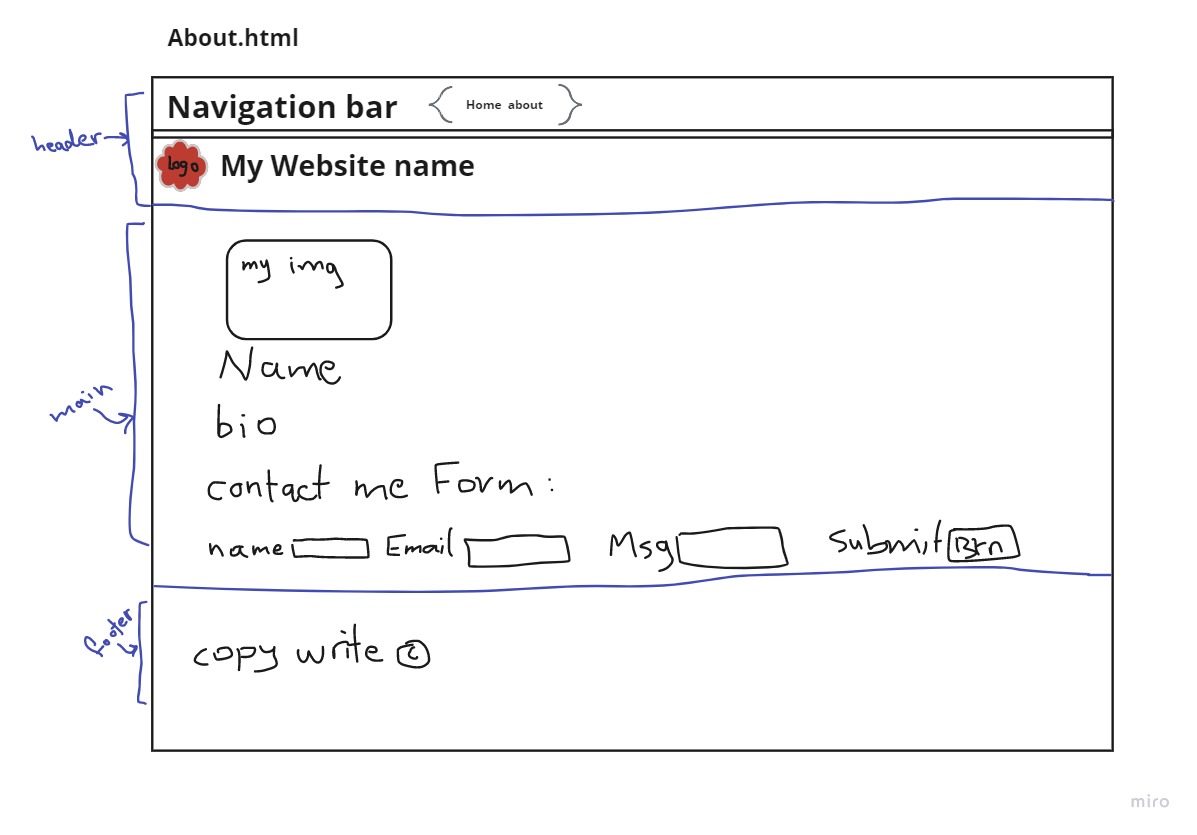 About.html
Navigation bar
Home about
header
logo
My Website name
my img
Name
bio
main
contact me Form:
name Email Msg Submit Btn
footer
copy write ©
miro